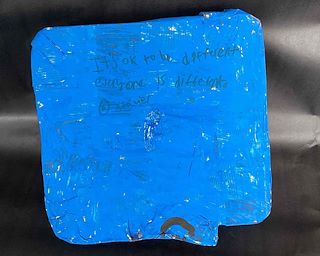 It's ok to be different
everyone is different